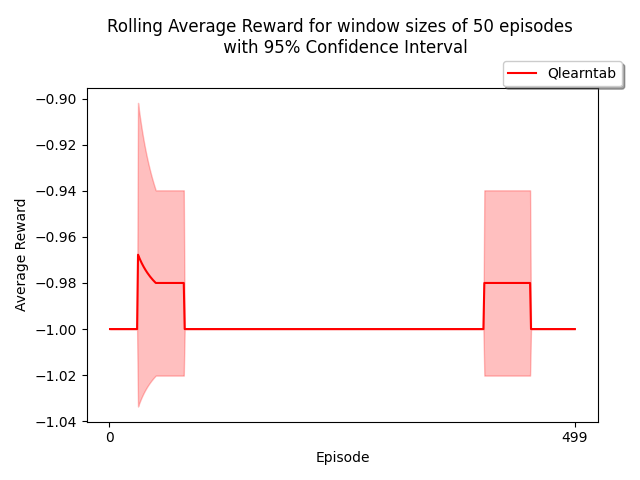 Rolling Average Reward for window sizes of 50 episodes
with 95% Confidence Interval
Qlearntab
−0.90
−0.92
−0.94
−0.96
−0.98
−1.00
−1.02
−1.04
Average Reward
0
499
Episode